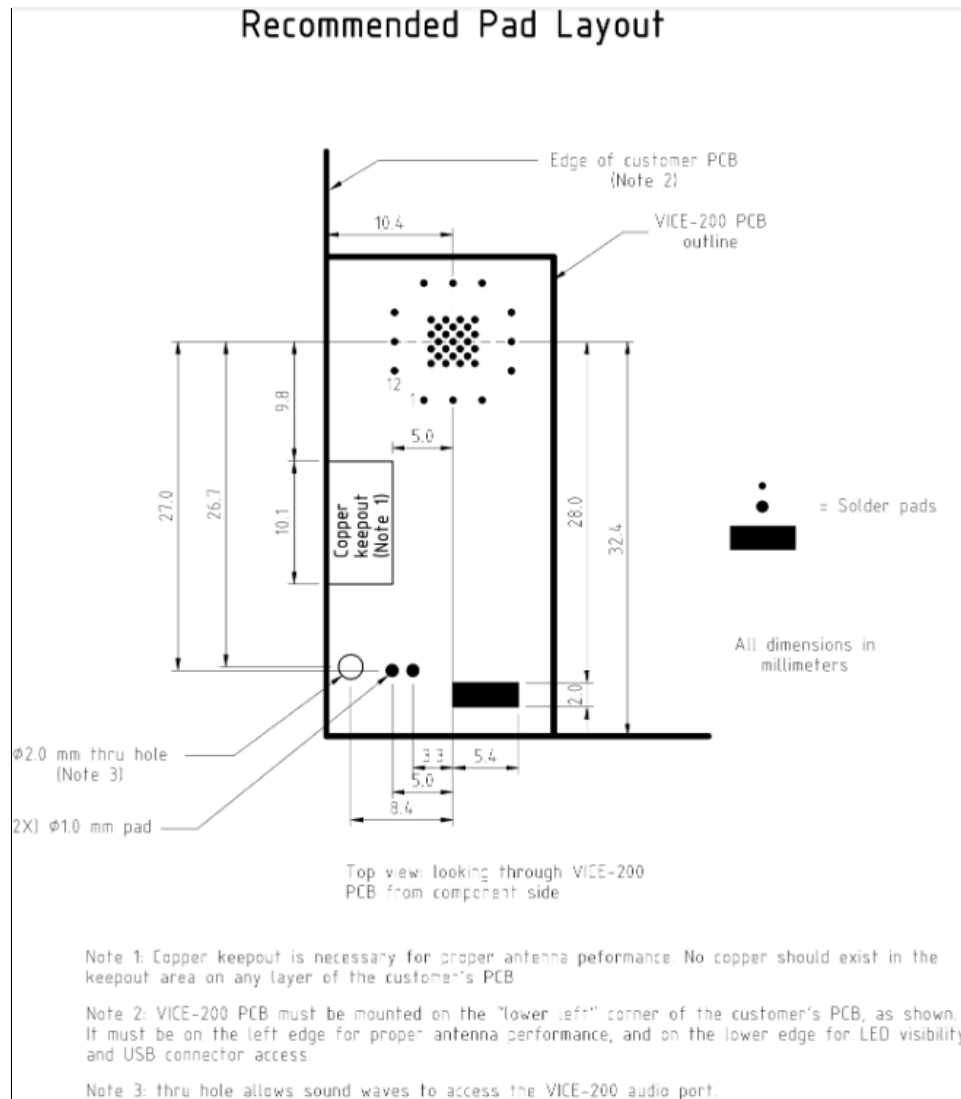 Recommended Pad Layout
Edge of customer PCB
(Note 2)
10.4
VICE-200 PCB
outline
12
1
9.8
5.0
27.0
26.7
10.1
Copper
keepout
(Note 1)
28.0
32.4
= Solder pads
All dimensions in
millimeters
2.0
Ø2.0 mm thru hole
(Note 3)
3.3
5.4
5.0
8.4
2X) Ø1.0 mm pad
Top view: looking through VICE-200
PCB from component side
Note 1: Copper keepout is necessary for proper antenna peformance. No copper should exist in the
keepout area on any layer of the customer's PCB
Note 2: VICE-200 PCB must be mounted on the "lower left" corner of the customer's PCB, as shown.
It must be on the left edge for proper antenna performance, and on the lower edge for LED visibility
and USB connector access.
Note 3: thru hole allows sound waves to access the VICE-200 audio port.